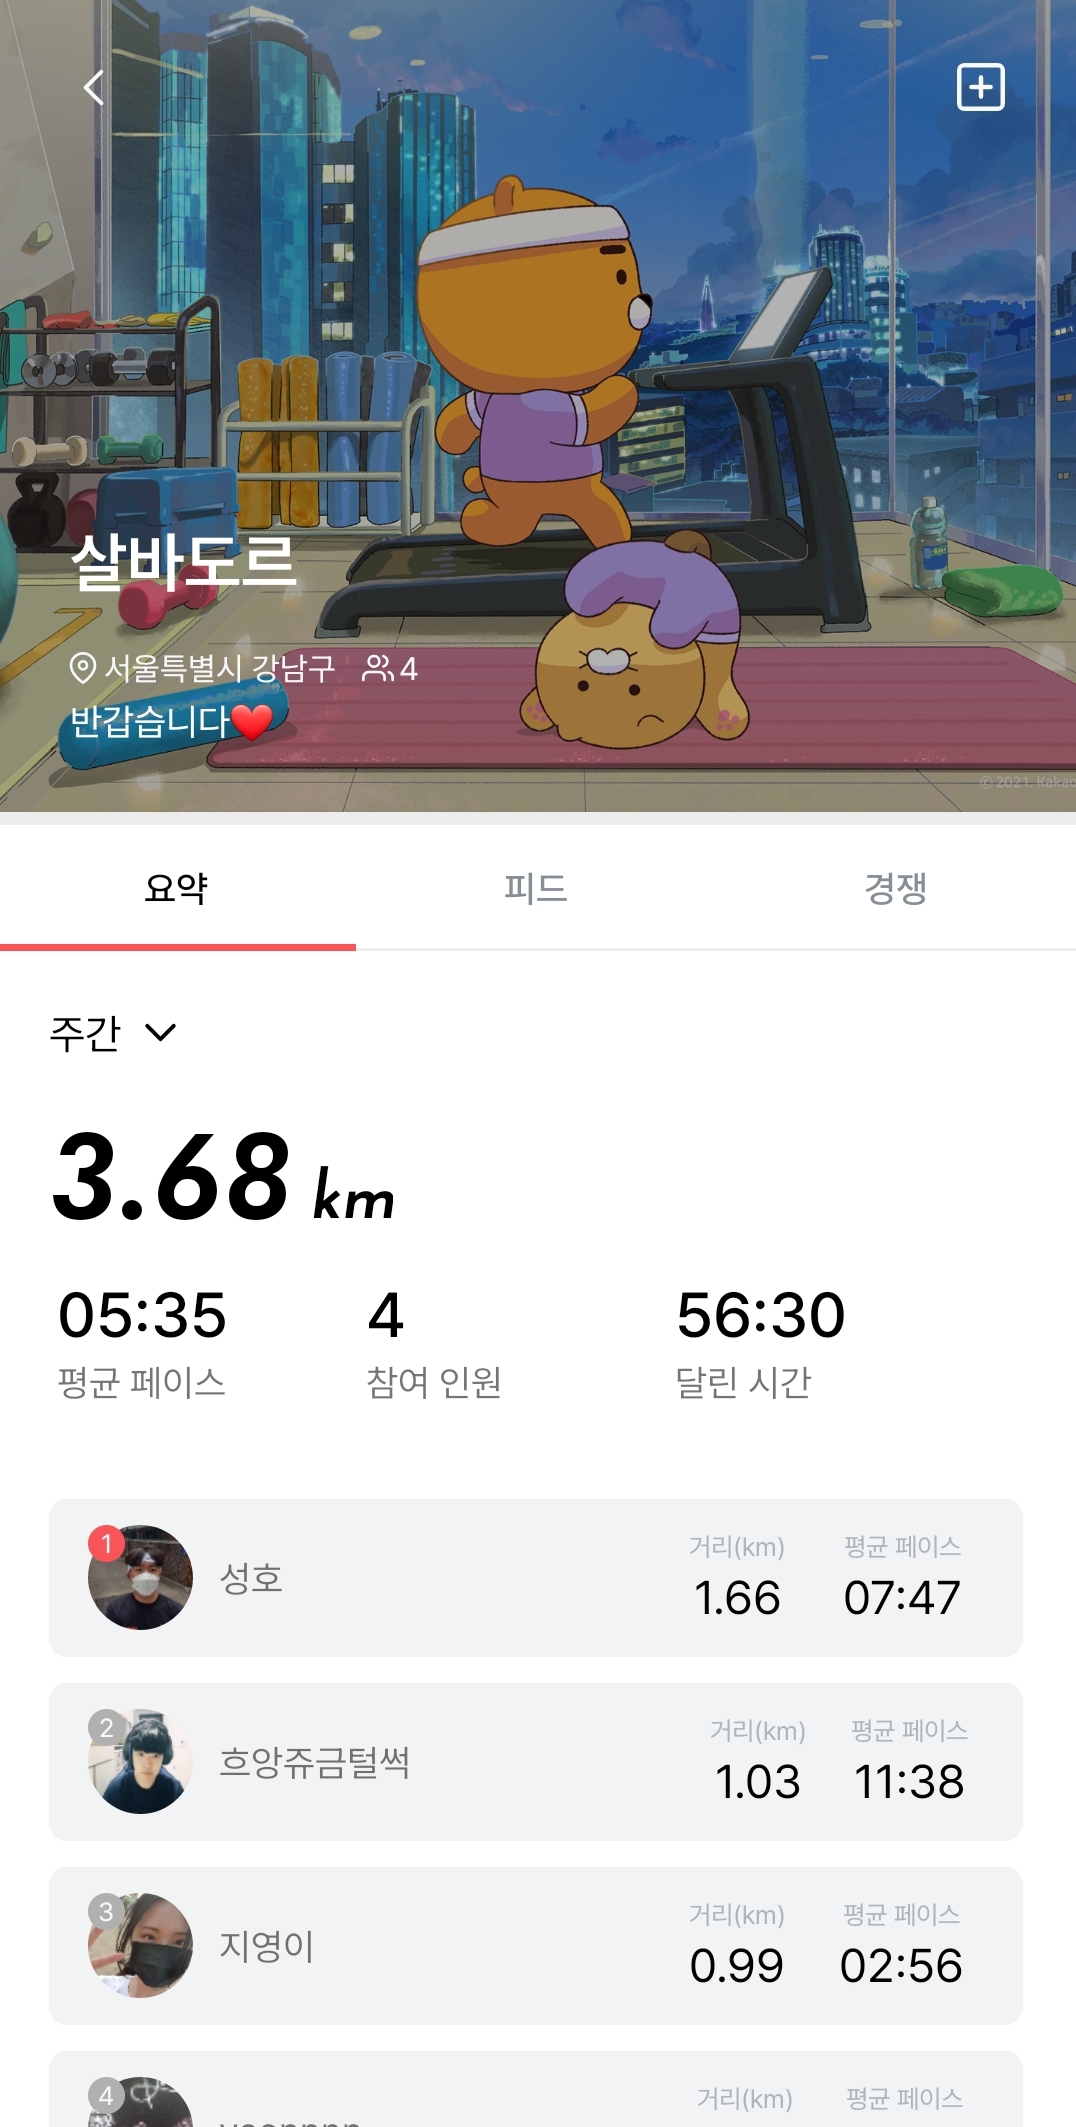 살바도르
서울특별시 강남구 4
반갑습니다❤️
© 2021. Kakao
요약 피드 경쟁
주간
3.68 km
05:35 4 56:30
평균 페이스 참여 인원 달린 시간
1 성호 거리(km) 평균 페이스
1.66 07:47
2 흐앙쥬금털썩 거리(km) 평균 페이스
1.03 11:38
3 지영이 거리(km) 평균 페이스
0.99 02:56
4 거리(km) 평균 페이스